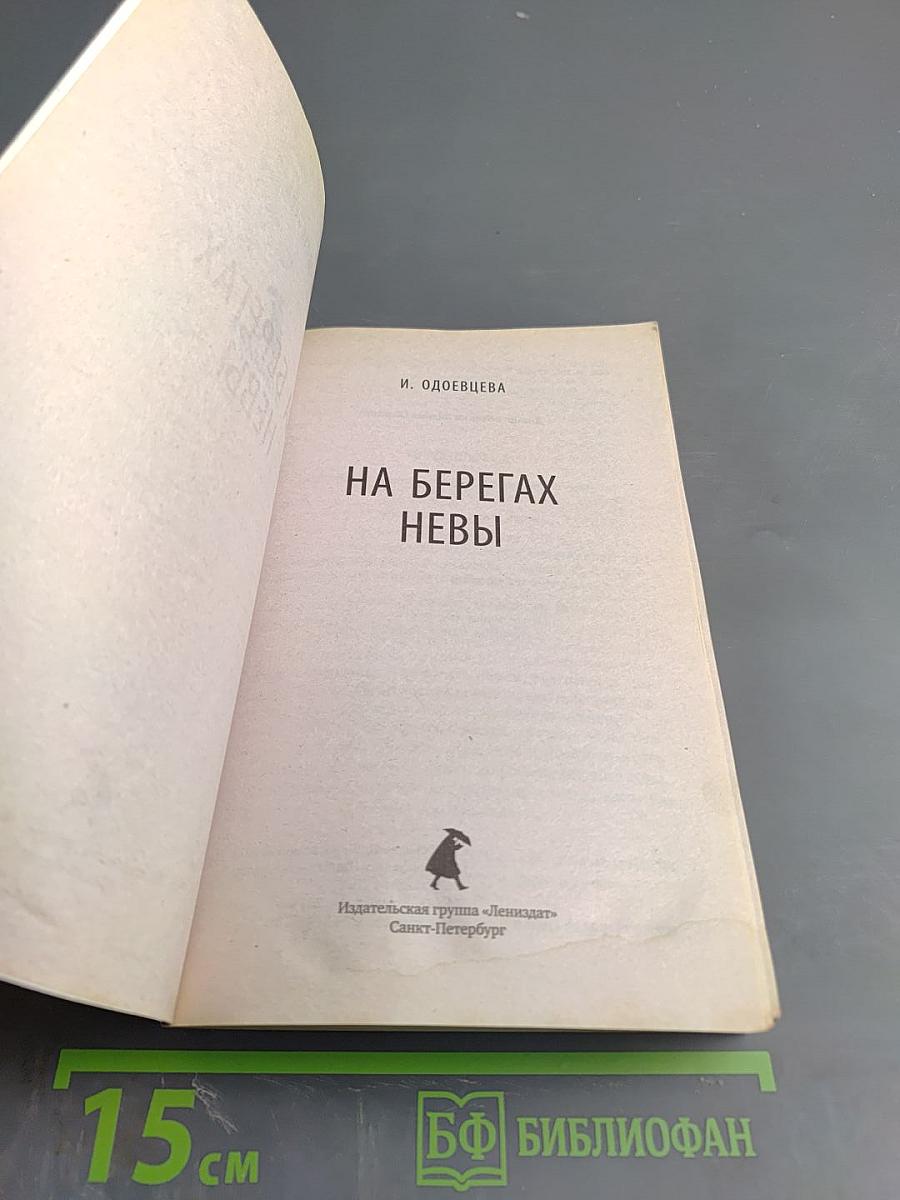 И. ОДОЕВЦЕВА
НА БЕРЕГАХ
НЕВЫ
Издательская группа «Лениздат»
Санкт-Петербург
15 см
БФ БИБЛИОФАН